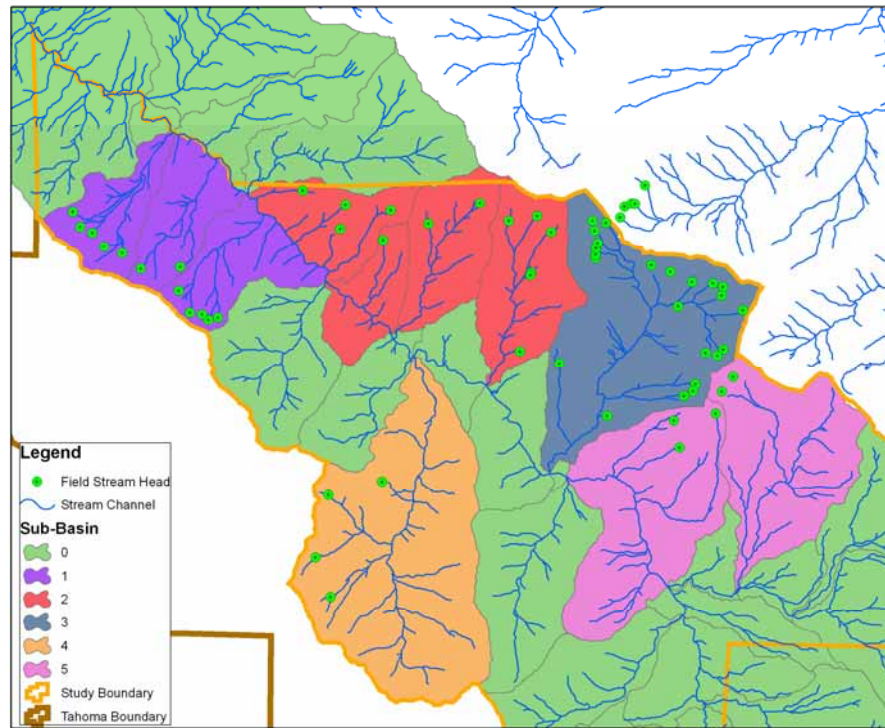 Legend
Field Stream Head
Stream Channel
Sub-Basin
0
1
2
3
4
5
Study Boundary
Tahoma Boundary